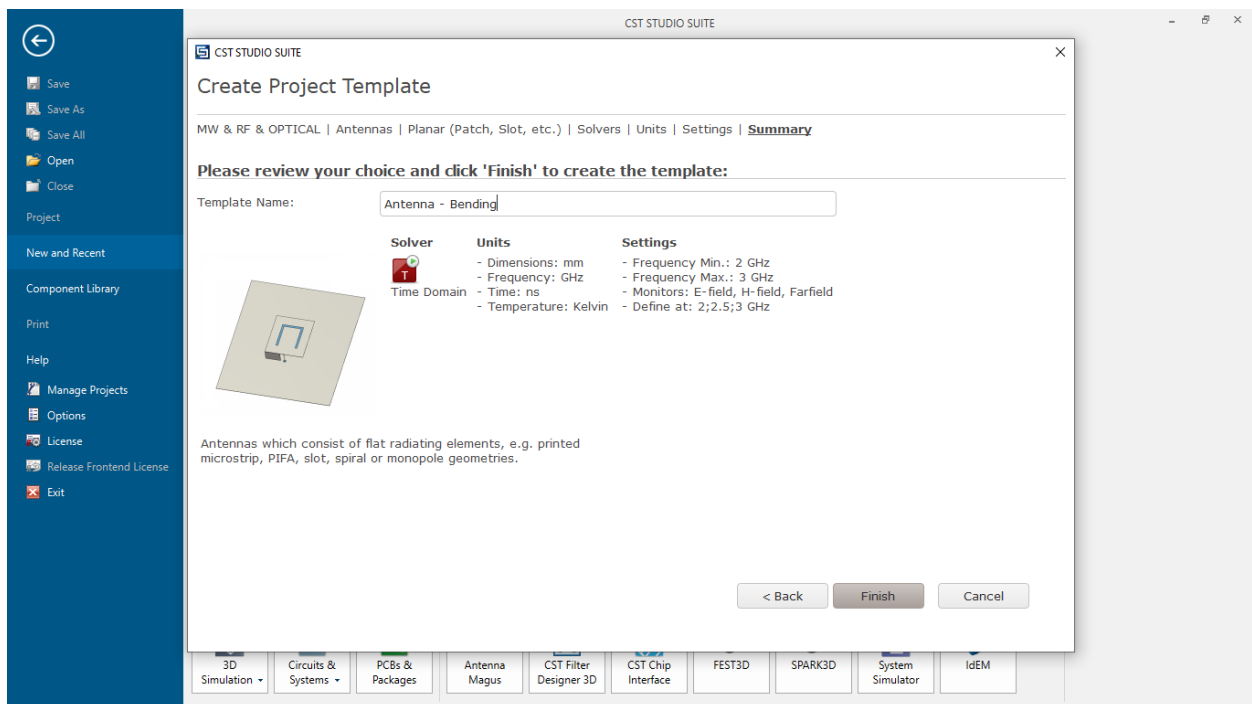 CST STUDIO SUITE
CST STUDIO SUITE
Create Project Template
MW & RF & OPTICAL | Antennas | Planar (Patch, Slot, etc.) | Solvers | Units | Settings | Summary
Please review your choice and click 'Finish' to create the template:
Template Name:
Antenna - Bending
Solver
Time Domain
Units
- Dimensions: mm
- Frequency: GHz
- Time: ns
- Temperature: Kelvin
Settings
- Frequency Min.: 2 GHz
- Frequency Max.: 3 GHz
- Monitors: E-field, H-field, Farfield
- Define at: 2;2.5;3 GHz
Antennas which consist of flat radiating elements, e.g. printed
microstrip, PIFA, slot, spiral or monopole geometries.
< Back
Finish
Cancel
Save
Save As
Save All
Open
Close
Project
New and Recent
Component Library
Print
Help
Manage Projects
Options
License
Release Frontend License
Exit
3D
Simulation
Circuits &
Systems
PCBs &
Packages
Antenna
Magus
CST Filter
Designer 3D
CST Chip
Interface
FEST3D
SPARK3D
System
Simulator
IdEM